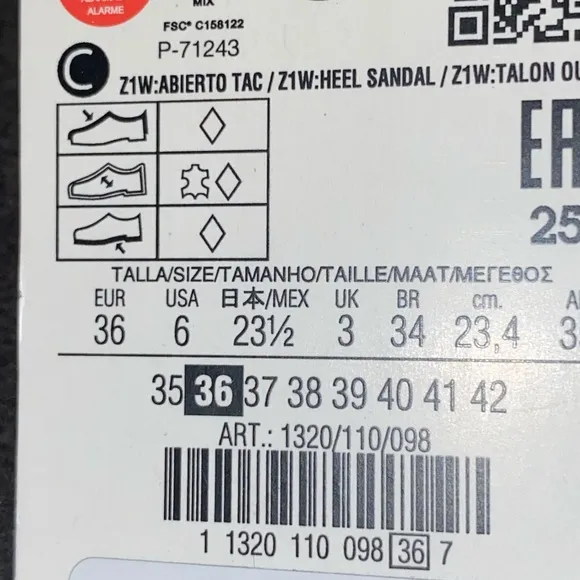 ALARME
MIX
FSC® C158122
P-71243
C
Z1W:ABIERTO TAC / Z1W:HEEL SANDAL / Z1W:TALON OU
EA
25
TALLA/SIZE/TAMANHO/TAILLE/MAAT/ΜΕΓΕΘΟΣ
EUR USA 日本/MEX UK BR cm.
36 6 23½ 3 34 23,4
35 36 37 38 39 40 41 42
ART.: 1320/110/098
1 1320 110 098 36 7